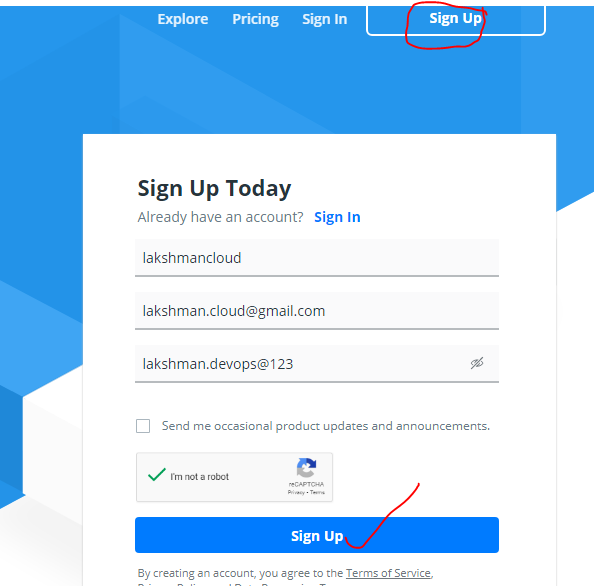 Explore Pricing Sign In Sign Up
Sign Up Today
Already have an account? Sign In
lakshmancloud
lakshman.cloud@gmail.com
lakshman.devops@123
Send me occasional product updates and announcements.
I'm not a robot
reCAPTCHA
Privacy • Terms
Sign Up
By creating an account, you agree to the Terms of Service,